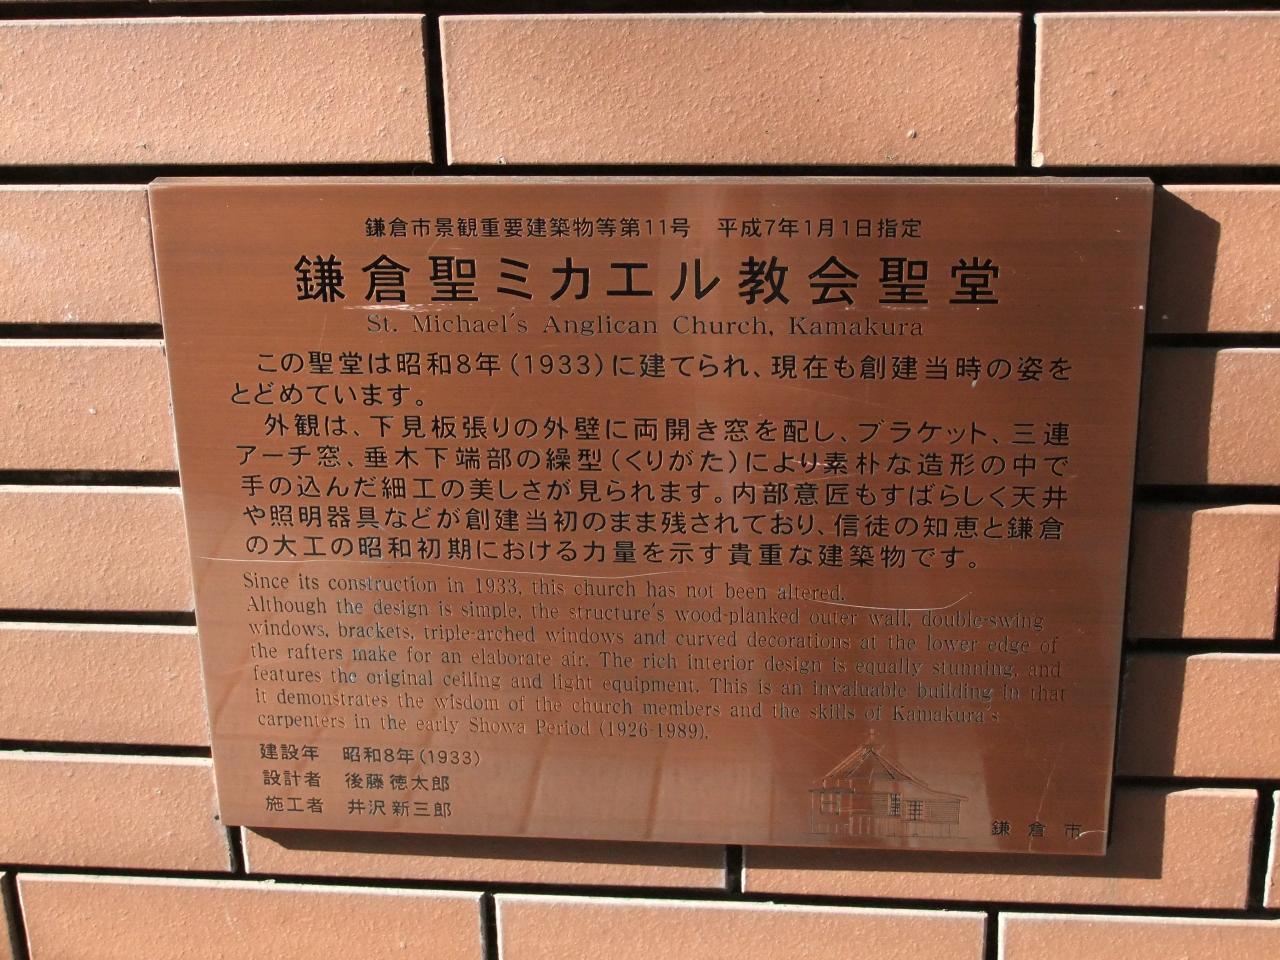 鎌倉市景観重要建築物等第11号　平成7年1月1日指定
鎌倉聖ミカエル教会聖堂
St. Michael's Anglican Church, Kamakura
この聖堂は昭和8年(1933)に建てられ、現在も創建当時の姿を
とどめています。
外観は、下見板張りの外壁に両開き窓を配し、ブラケット、三連
アーチ窓、垂木下端部の繰型(くりがた)により素朴な造形の中で
手の込んだ細工の美しさが見られます。内部意匠もすばらしく天井
や照明器具などが創建当初のまま残されており、信徒の知恵と鎌倉
の大工の昭和初期における力量を示す貴重な建築物です。
Since its construction in 1933, this church has not been altered.
Although the design is simple, the structure's wood-planked outer wall, double-swing
windows, brackets, triple-arched windows and curved decorations at the lower edge of
the rafters make for an elaborate air. The rich interior design is equally stunning, and
features the original ceiling and light equipment. This is an invaluable building in that
it demonstrates the wisdom of the church members and the skills of Kamakura's
carpenters in the early Showa Period (1926-1989).
建設年　昭和8年(1933)
設計者　後藤徳太郎
施工者　井沢新三郎
鎌倉市